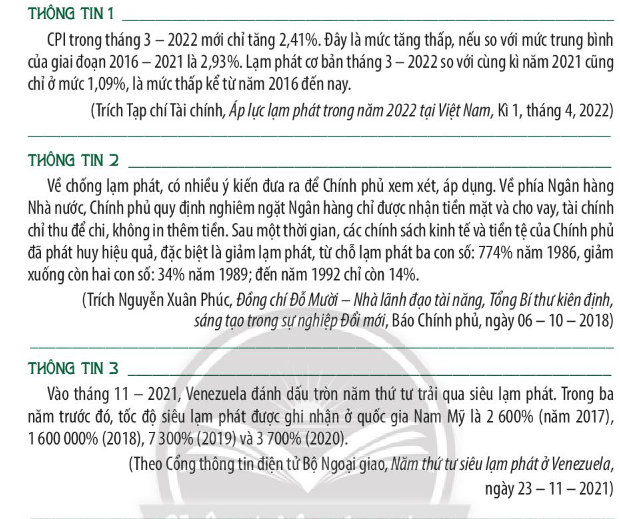 THÔNG TIN 1
CPI trong tháng 3 – 2022 mới chỉ tăng 2,41%. Đây là mức tăng thấp, nếu so với mức trung bình
của giai đoạn 2016 – 2021 là 2,93%. Lạm phát cơ bản tháng 3 – 2022 so với cùng kì năm 2021 cũng
chỉ ở mức 1,09%, là mức thấp kể từ năm 2016 đến nay.
(Trích Tạp chí Tài chính, Áp lực lạm phát trong năm 2022 tại Việt Nam, Kì 1, tháng 4, 2022)
THÔNG TIN 2
Về chống lạm phát, có nhiều ý kiến đưa ra để Chính phủ xem xét, áp dụng. Về phía Ngân hàng
Nhà nước, Chính phủ quy định nghiêm ngặt Ngân hàng chỉ được nhận tiền mặt và cho vay, tài chính
chỉ thu để chi, không in thêm tiền. Sau một thời gian, các chính sách kinh tế và tiền tệ của Chính phủ
đã phát huy hiệu quả, đặc biệt là giảm lạm phát, từ chỗ lạm phát ba con số: 774% năm 1986, giảm
xuống còn hai con số: 34% năm 1989; đến năm 1992 chỉ còn 14%.
(Trích Nguyễn Xuân Phúc, Đồng chí Đỗ Mười – Nhà lãnh đạo tài năng, Tổng Bí thư kiên định,
sáng tạo trong sự nghiệp Đổi mới, Báo Chính phủ, ngày 06 – 10 – 2018)
THÔNG TIN 3
Vào tháng 11 – 2021, Venezuela đánh dấu tròn năm thứ tư trải qua siêu lạm phát. Trong ba
năm trước đó, tốc độ siêu lạm phát được ghi nhận ở quốc gia Nam Mỹ là 2 600% (năm 2017),
1 600 000% (2018), 7 300% (2019) và 3 700% (2020).
(Theo Cổng thông tin điện tử Bộ Ngoại giao, Năm thứ tư siêu lạm phát ở Venezuela,
ngày 23 – 11 – 2021)